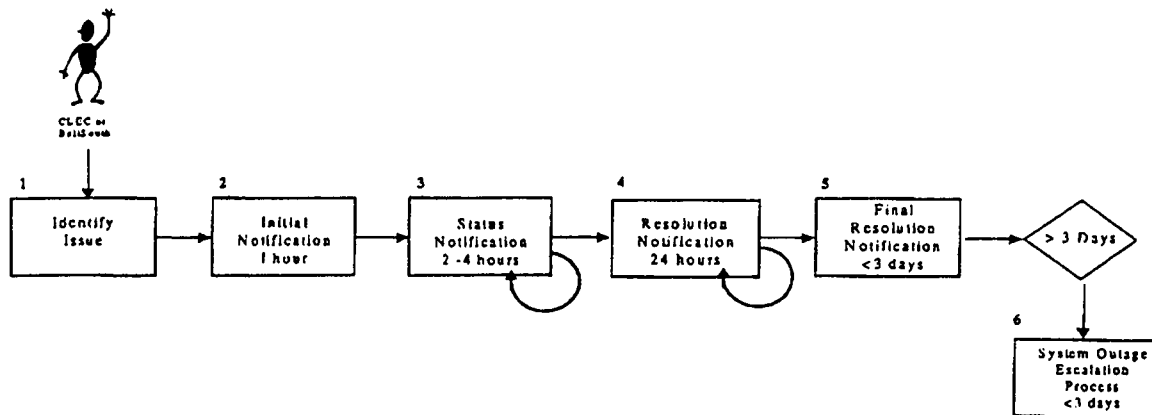 CLEC or
BellSouth
1
Identify
Issue
2
Initial
Notification
1 hour
3
Status
Notification
2 -4 hours
4
Resolution
Notification
24 hours
5
Final
Resolution
Notification
<3 days
> 3 Days
6
System Outage
Escalation
Process
<3 days